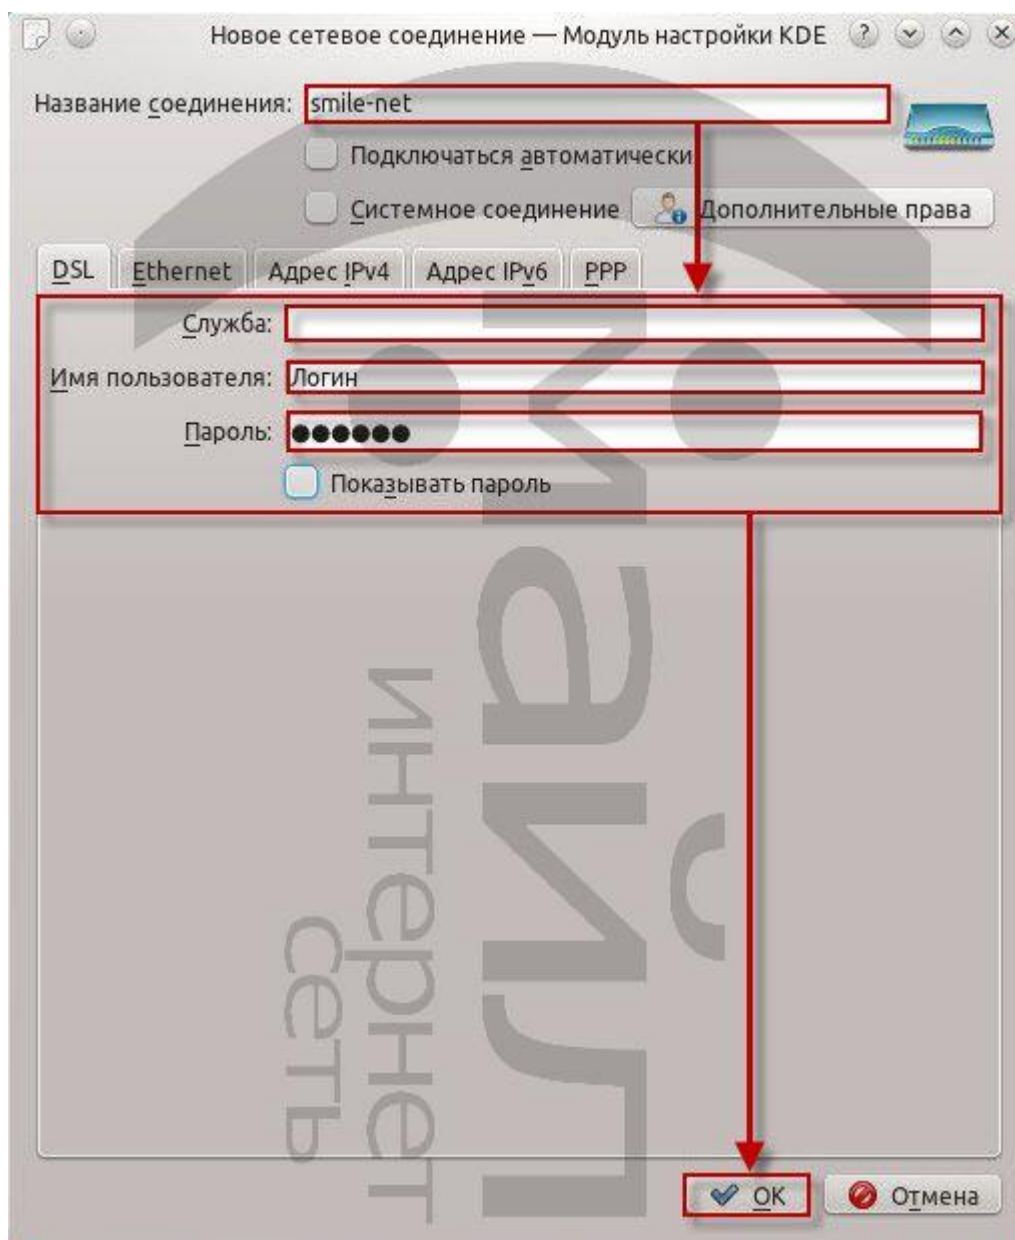 Новое сетевое соединение — Модуль настройки KDE
Название соединения: smile-net
Подключаться автоматически
Системное соединение Дополнительные права
DSL Ethernet Адрес IPv4 Адрес IPv6 PPP
Служба:
Имя пользователя: Логин
Пароль: ●●●●●●
Показывать пароль
смайл
интернет
сеть
OK Отмена